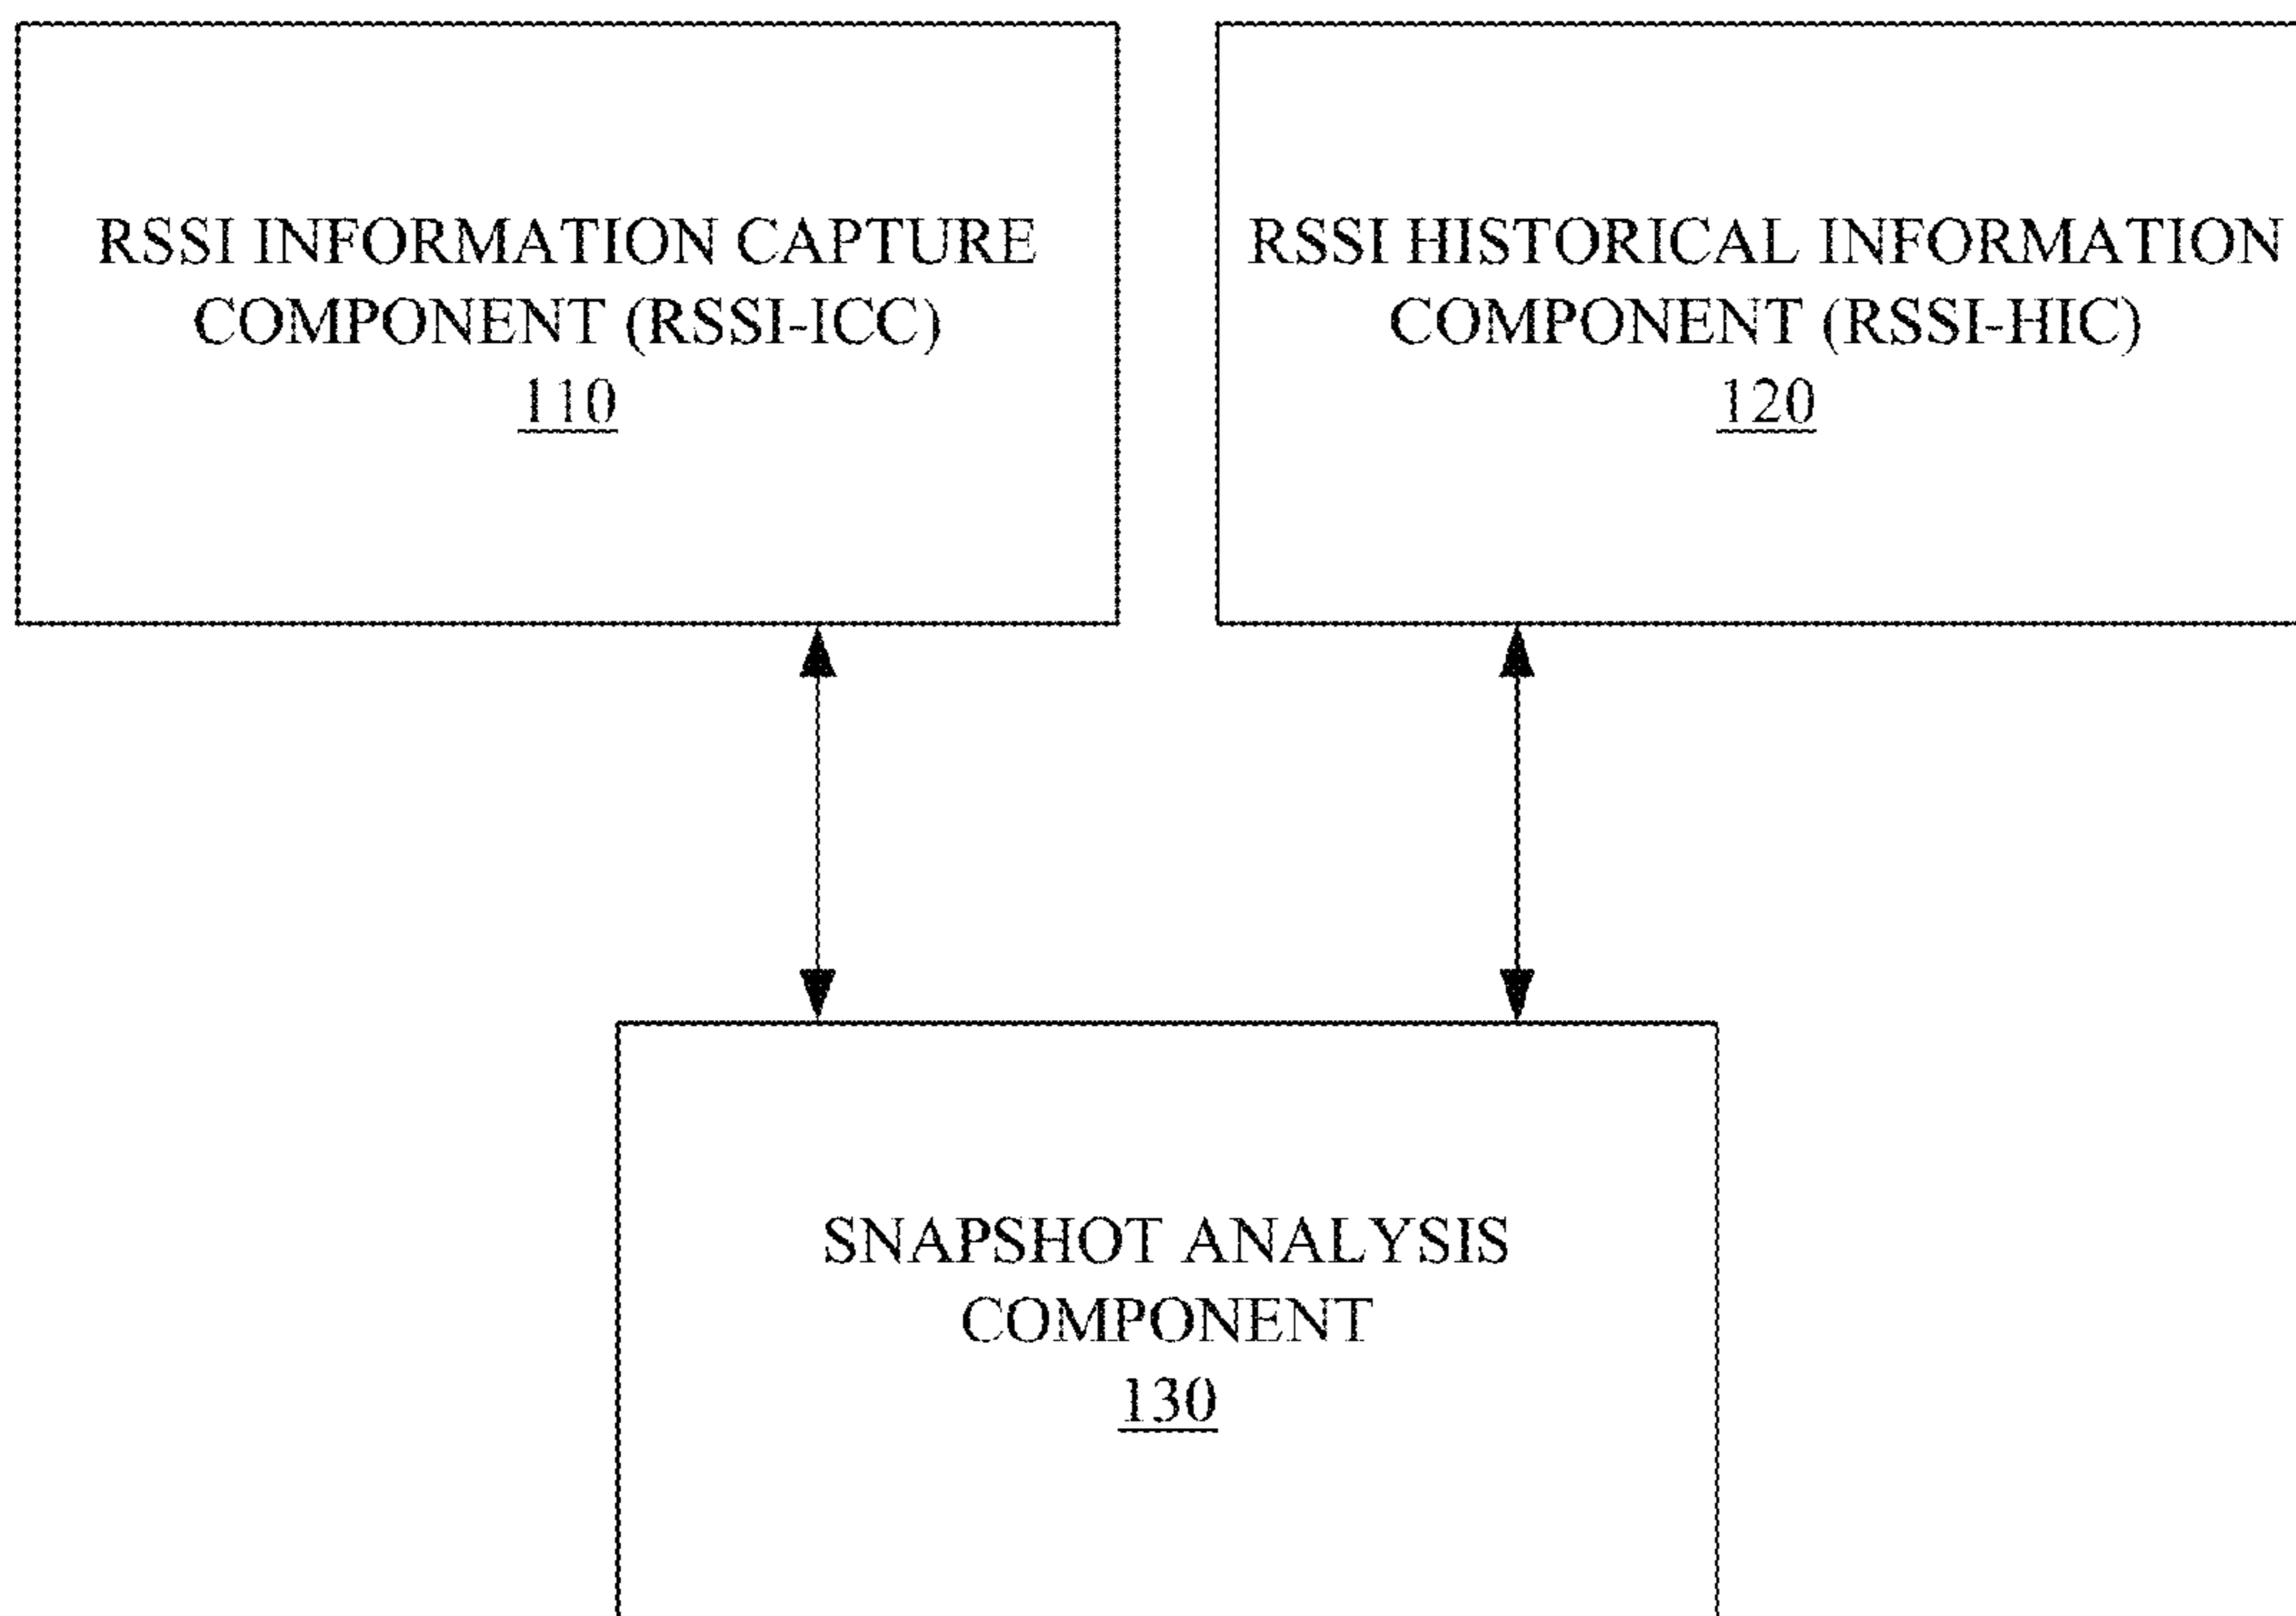 RSSI INFORMATION CAPTURE
COMPONENT (RSSI-ICC)
110
RSSI HISTORICAL INFORMATION
COMPONENT (RSSI-HIC)
120
SNAPSHOT ANALYSIS
COMPONENT
130